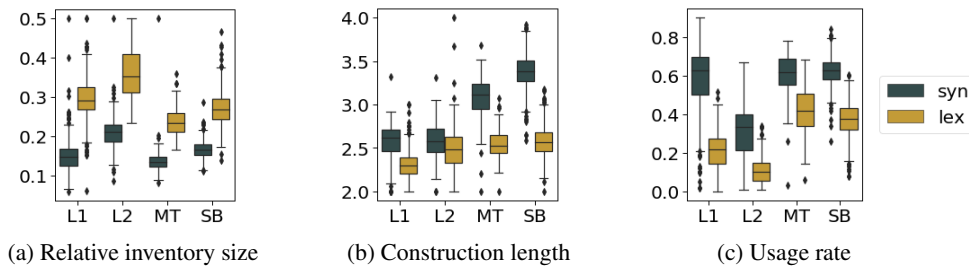 0.5
0.4
0.3
0.2
0.1
L1 L2 MT SB
(a) Relative inventory size
4.0
3.5
3.0
2.5
2.0
L1 L2 MT SB
(b) Construction length
0.8
0.6
0.4
0.2
0.0
L1 L2 MT SB
(c) Usage rate
syn
lex